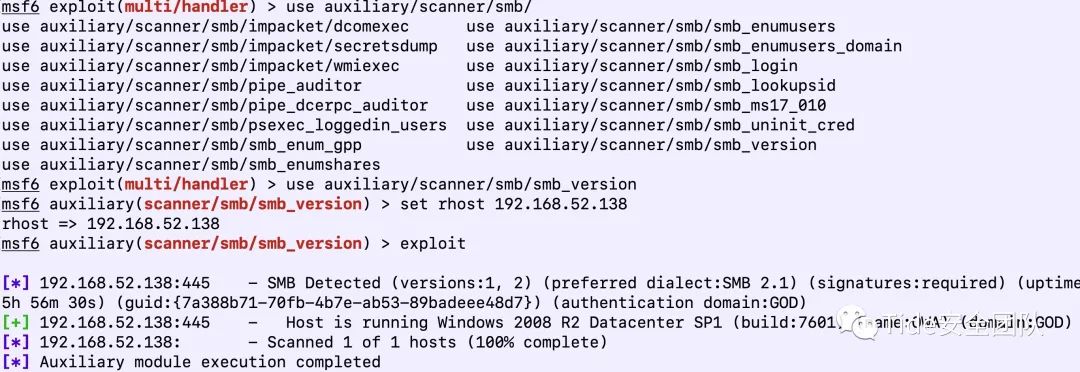 msf6 exploit(multi/handler) > use auxiliary/scanner/smb/
use auxiliary/scanner/smb/impacket/dcomexec use auxiliary/scanner/smb/smb_enumusers
use auxiliary/scanner/smb/impacket/secretsdump use auxiliary/scanner/smb/smb_enumusers_domain
use auxiliary/scanner/smb/impacket/wmiexec use auxiliary/scanner/smb/smb_login
use auxiliary/scanner/smb/pipe_auditor use auxiliary/scanner/smb/smb_lookupsid
use auxiliary/scanner/smb/pipe_dcerpc_auditor use auxiliary/scanner/smb/smb_ms17_010
use auxiliary/scanner/smb/psexec_loggedin_users use auxiliary/scanner/smb/smb_uninit_cred
use auxiliary/scanner/smb/smb_enum_gpp use auxiliary/scanner/smb/smb_version
use auxiliary/scanner/smb/smb_enumshares
msf6 exploit(multi/handler) > use auxiliary/scanner/smb/smb_version
msf6 auxiliary(scanner/smb/smb_version) > set rhost 192.168.52.138
rhost => 192.168.52.138
msf6 auxiliary(scanner/smb/smb_version) > exploit
[*] 192.168.52.138:445 - SMB Detected (versions:1, 2) (preferred dialect:SMB 2.1) (signatures:required) (uptime
5h 56m 30s) (guid:{7a388b71-70fb-4b7e-ab53-89badeee48d7}) (authentication domain:GOD)
[+] 192.168.52.138:445 - Host is running Windows 2008 R2 Datacenter SP1 (build:7601) (name:OWA) (domain:GOD)
[*] 192.168.52.138: - Scanned 1 of 1 hosts (100% complete)
[*] Auxiliary module execution completed
Tide安全团队